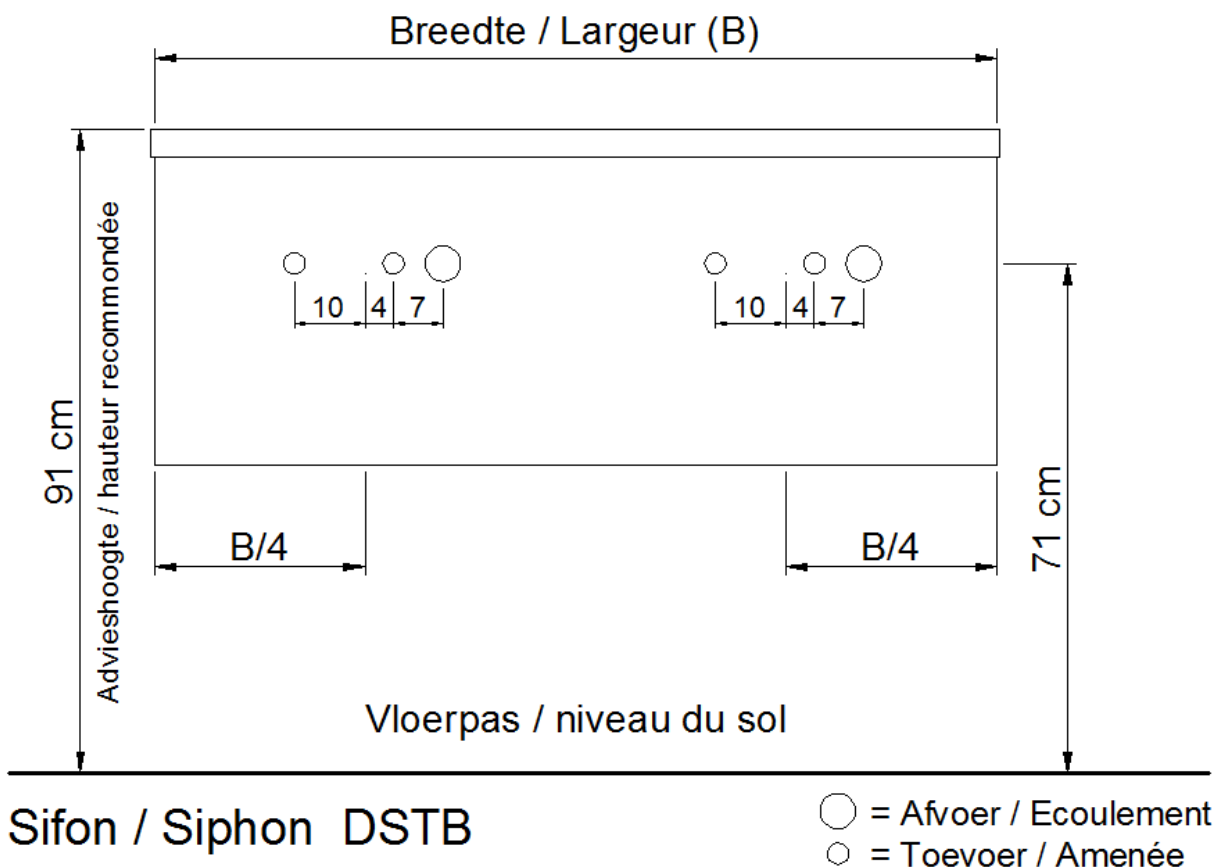 Breedte / Largeur (B)
91 cm
Advieshoogte / hauteur recommondée
10 4 7
10 4 7
71 cm
B/4
B/4
Vloerpas / niveau du sol
Sifon / Siphon DSTB
= Afvoer / Ecoulement
= Toevoer / Amenée